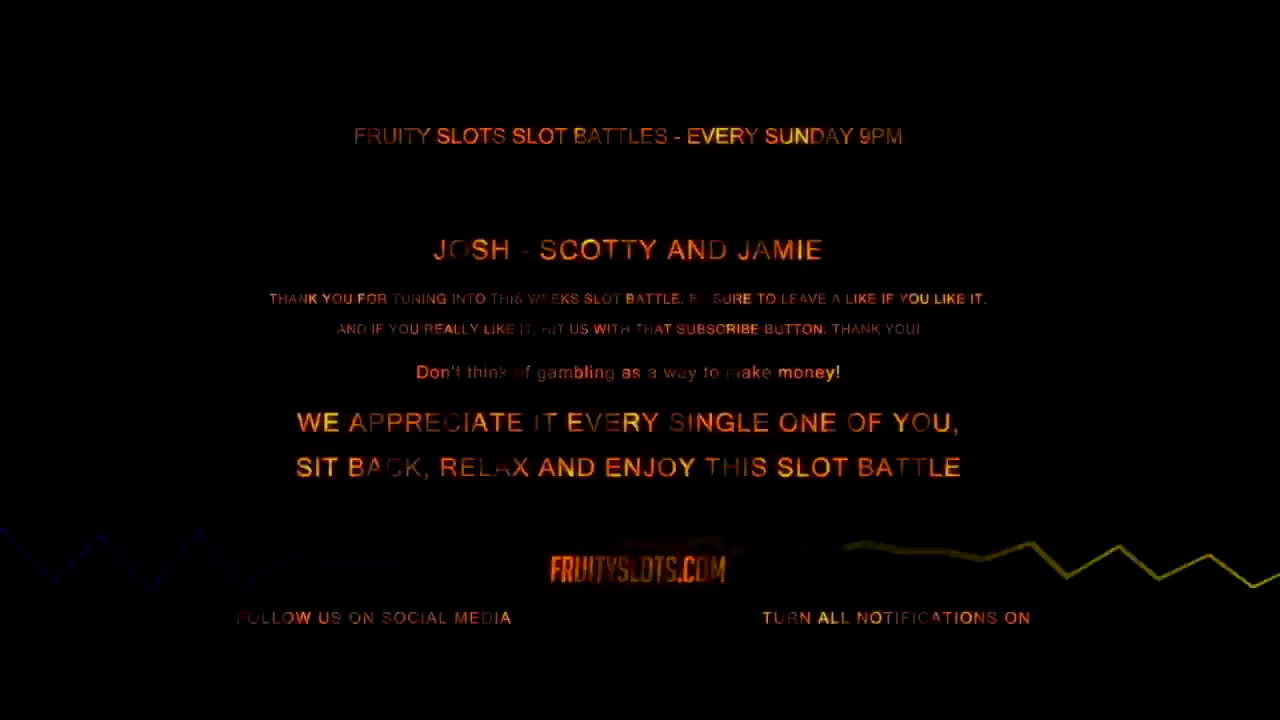 FRUITY SLOTS SLOT BATTLES - EVERY SUNDAY 9PM
JOSH - SCOTTY AND JAMIE
THANK YOU FOR TUNING INTO THIS WEEKS SLOT BATTLE. BE SURE TO LEAVE A LIKE IF YOU LIKE IT.
AND IF YOU REALLY LIKE IT, HIT US WITH THAT SUBSCRIBE BUTTON. THANK YOU!
Don't think of gambling as a way to make money!
WE APPRECIATE IT EVERY SINGLE ONE OF YOU,
SIT BACK, RELAX AND ENJOY THIS SLOT BATTLE
FRUITYSLOTS.COM
FOLLOW US ON SOCIAL MEDIA
TURN ALL NOTIFICATIONS ON